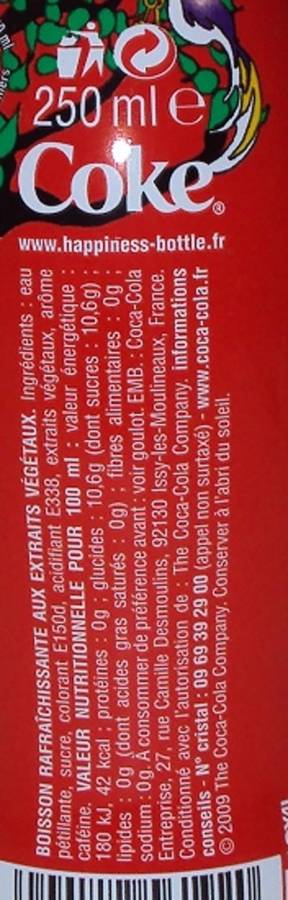 250 ml e
Coke®
www.happiness-bottle.fr
BOISSON RAFRAÎCHISSANTE AUX EXTRAITS VÉGÉTAUX. Ingrédients : eau
pétillante, sucre, colorant E150d, acidifiant E338, extraits végétaux, arôme
caféine. VALEUR NUTRITIONNELLE POUR 100 ml : valeur énergétique :
180 kJ, 42 kcal ; protéines : 0g ; glucides : 10,6g (dont sucres : 10,6g) ;
lipides : 0g (dont acides gras saturés : 0g) ; fibres alimentaires : 0g ;
sodium : 0g. À consommer de préférence avant : voir goulot. EMB. : Coca-Cola
Entreprise, 27, rue Camille Desmoulins, 92130 Issy-les-Moulineaux, France.
Conditionné avec l'autorisation de : The Coca-Cola Company. informations
conseils - N° cristal : 09 69 39 29 00 (appel non surtaxé) - www.coca-cola.fr
© 2009 The Coca-Cola Company. Conserver à l'abri du soleil.